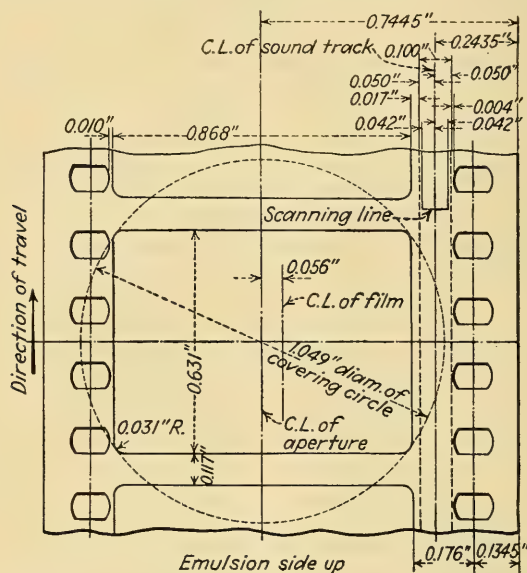 0.7445"
C.L. of sound track
0.100"
0.2435"
0.050"
0.050"
0.017"
0.004"
0.010"
0.868"
0.042"
0.042"
Scanning line
Direction of travel
0.056"
C.L. of film
0.631"
1.049" diam. of
covering circle
0.031" R.
C.L. of
aperture
0.117"
0.176"
0.1345"
Emulsion side up